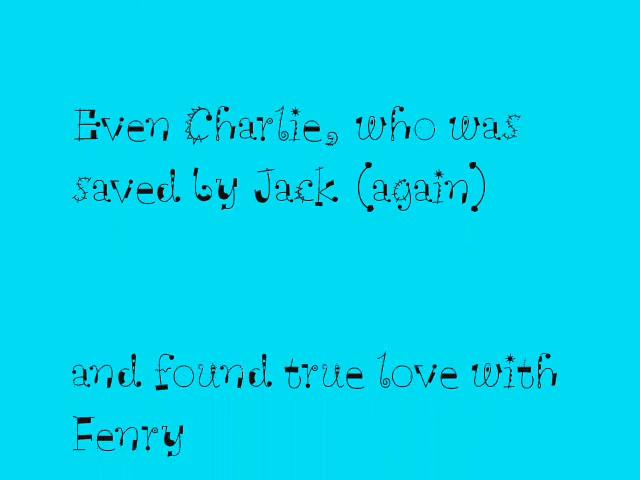 Even Charlie, who was
saved by Jack (again)
and found true love with
Fenry